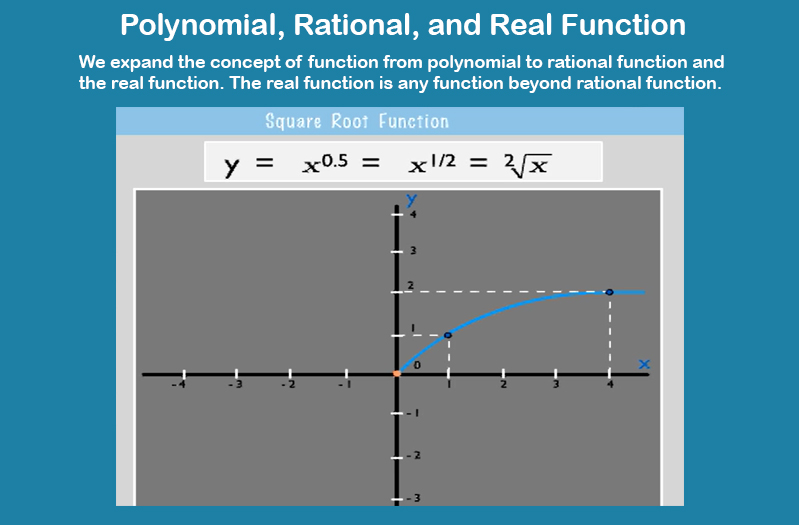 Polynomial, Rational, and Real Function
We expand the concept of function from polynomial to rational function and
the real function. The real function is any function beyond rational function.
Square Root Function
y = x^0.5 = x^1/2 = ²√x
y
4
3
2
1
0
x
-4 -3 -2 -1 1 2 3 4
-1
-2
-3